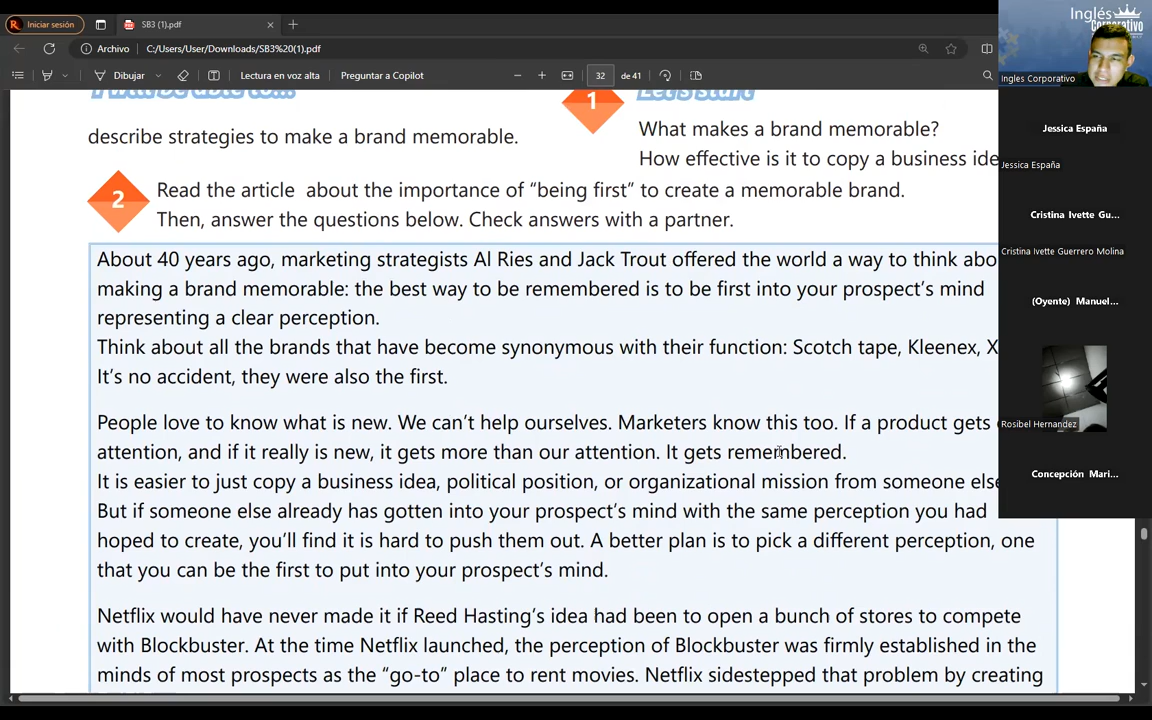 Iniciar sesión
SB3 (1).pdf
Archivo
C:/Users/User/Downloads/SB3%20(1).pdf
Dibujar
Lectura en voz alta
Preguntar a Copilot
32
de 41
I will be able to...
1
Let's start
describe strategies to make a brand memorable.
What makes a brand memorable?
How effective is it to copy a business ide
2
Read the article about the importance of “being first” to create a memorable brand.
Then, answer the questions below. Check answers with a partner.
About 40 years ago, marketing strategists Al Ries and Jack Trout offered the world a way to think abo
making a brand memorable: the best way to be remembered is to be first into your prospect’s mind
representing a clear perception.
Think about all the brands that have become synonymous with their function: Scotch tape, Kleenex, X
It’s no accident, they were also the first.
People love to know what is new. We can’t help ourselves. Marketers know this too. If a product gets
attention, and if it really is new, it gets more than our attention. It gets remembered.
It is easier to just copy a business idea, political position, or organizational mission from someone else
But if someone else already has gotten into your prospect’s mind with the same perception you had
hoped to create, you’ll find it is hard to push them out. A better plan is to pick a different perception, one
that you can be the first to put into your prospect’s mind.
Netflix would have never made it if Reed Hasting’s idea had been to open a bunch of stores to compete
with Blockbuster. At the time Netflix launched, the perception of Blockbuster was firmly established in the
minds of most prospects as the “go-to” place to rent movies. Netflix sidestepped that problem by creating
Inglés
Corporativo
Ingles Corporativo
Jessica España
Jessica España
Cristina Ivette Gu...
Cristina Ivette Guerrero Molina
(Oyente) Manuel...
Rosibel Hernandez
Concepción Mari...